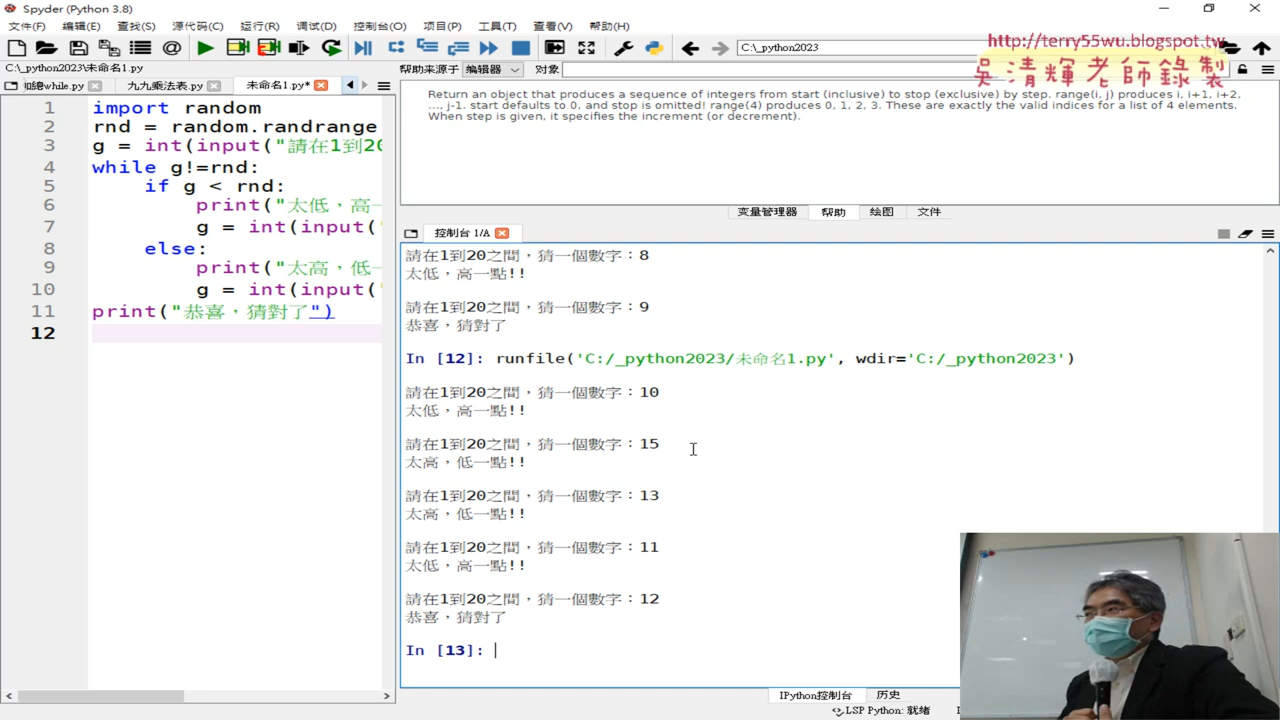 Spyder (Python 3.8)
文件(F) 编辑(E) 查找(S) 源代码(C) 运行(R) 调试(D) 控制台(O) 项目(P) 工具(T) 查看(V) 帮助(H)
C:\_python2023
http://terry55wu.blogspot.tw
吳清輝老師錄製
C:\_python2023\未命名1.py
while.py 九九乘法表.py 未命名1.py*
帮助来源于 编辑器 对象
Return an object that produces a sequence of integers from start (inclusive) to stop (exclusive) by step. range(i, j) produces i, i+1, i+2,
..., j-1. start defaults to 0, and stop is omitted! range(4) produces 0, 1, 2, 3. These are exactly the valid indices for a list of 4 elements.
When step is given, it specifies the increment (or decrement).
变量管理器 帮助 绘图 文件
1 import random
2 rnd = random.randrange
3 g = int(input("請在1到20
4 while g!=rnd:
5 if g < rnd:
6 print("太低，高一
7 g = int(input("
8 else:
9 print("太高，低一
10 g = int(input("
11 print("恭喜，猜對了")
12
控制台 1/A
請在1到20之間，猜一個數字：8
太低，高一點!!
請在1到20之間，猜一個數字：9
恭喜，猜對了
In [12]: runfile('C:/_python2023/未命名1.py', wdir='C:/_python2023')
請在1到20之間，猜一個數字：10
太低，高一點!!
請在1到20之間，猜一個數字：15
太高，低一點!!
請在1到20之間，猜一個數字：13
太高，低一點!!
請在1到20之間，猜一個數字：11
太低，高一點!!
請在1到20之間，猜一個數字：12
恭喜，猜對了
In [13]:
IPython控制台 历史
LSP Python: 就绪